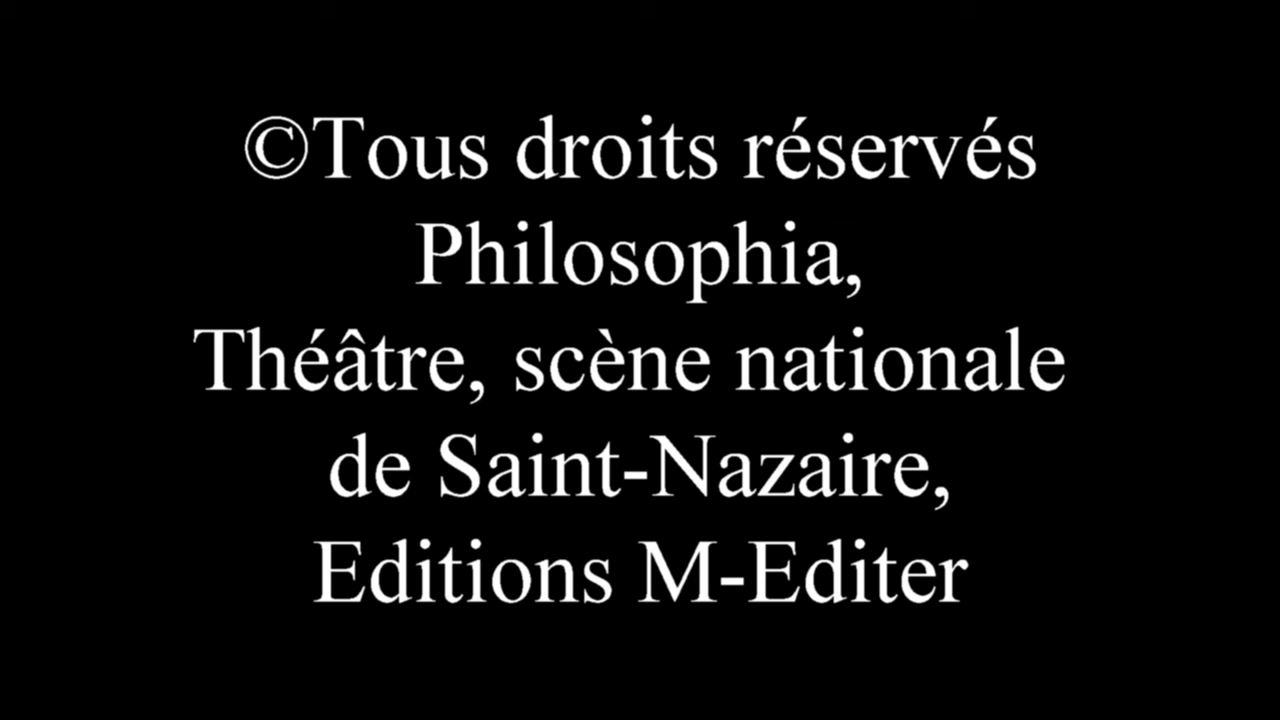 ©Tous droits réservés
Philosophia,
Théâtre, scène nationale
de Saint-Nazaire,
Editions M-Editer